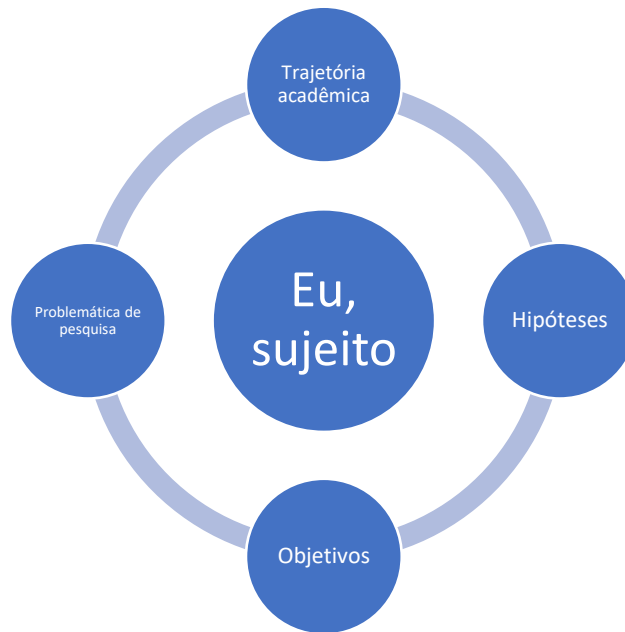 Trajetória
acadêmica
Eu,
sujeito
Problemática de
pesquisa
Hipóteses
Objetivos